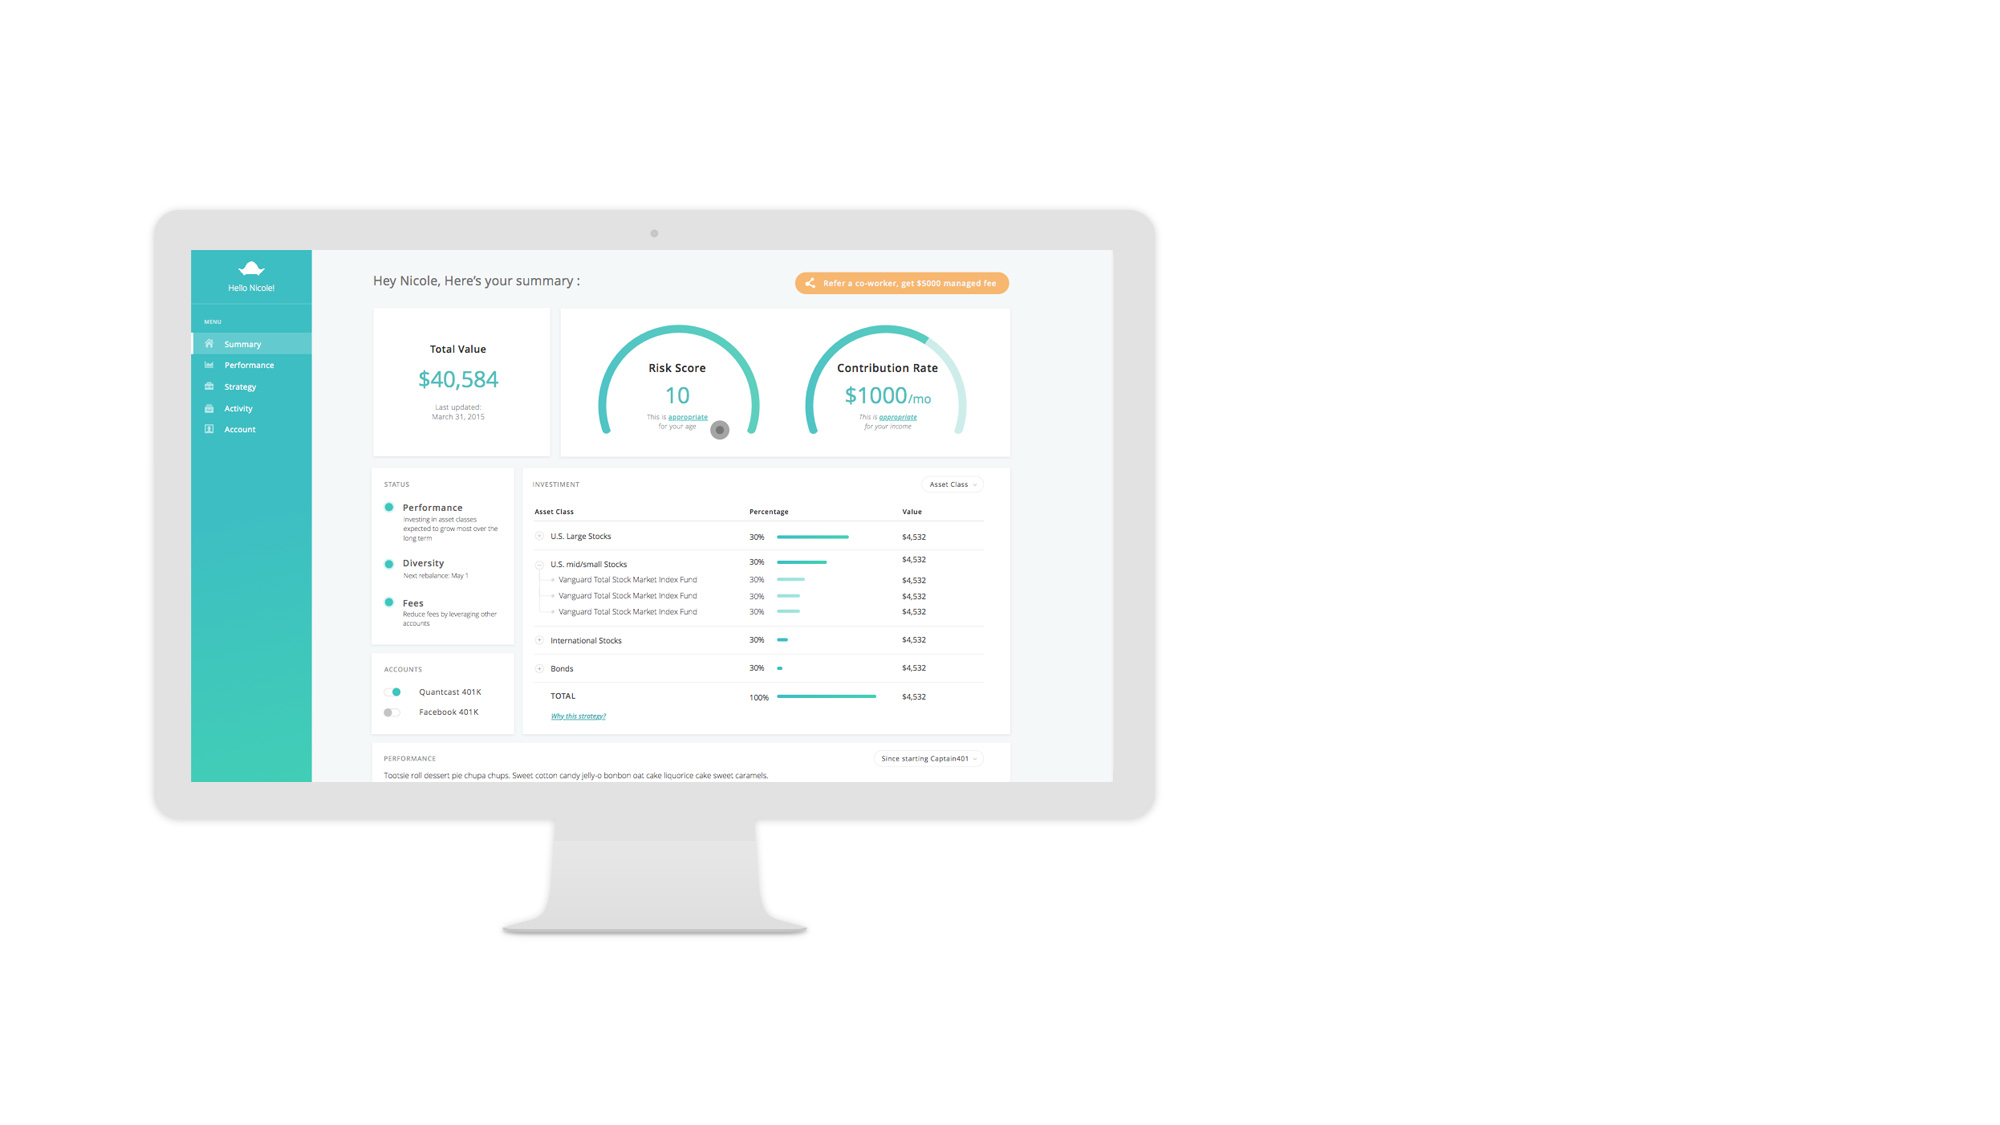 Hello Nicole!
MENU
Summary
Performance
Strategy
Activity
Account
Hey Nicole, Here's your summary :
Refer a co-worker, get $5000 managed fee
Total Value
$40,584
Last updated:
March 31, 2015
Risk Score
10
This is appropriate
for your age
Contribution Rate
$1000/mo
This is appropriate
for your income
STATUS
Performance
Investing in asset classes
expected to grow most over the
long term
Diversity
Next rebalance: May 1
Fees
Reduce fees by leveraging other
accounts
ACCOUNTS
Quantcast 401K
Facebook 401K
INVESTIMENT
Asset Class
Asset Class Percentage Value
U.S. Large Stocks 30% $4,532
U.S. mid/small Stocks 30% $4,532
Vanguard Total Stock Market Index Fund 30% $4,532
Vanguard Total Stock Market Index Fund 30% $4,532
Vanguard Total Stock Market Index Fund 30% $4,532
International Stocks 30% $4,532
Bonds 30% $4,532
TOTAL 100% $4,532
Why this strategy?
PERFORMANCE
Since starting Captain401
Tootsie roll dessert pie chupa chups. Sweet cotton candy jelly-o bonbon oat cake liquorice cake sweet caramels.